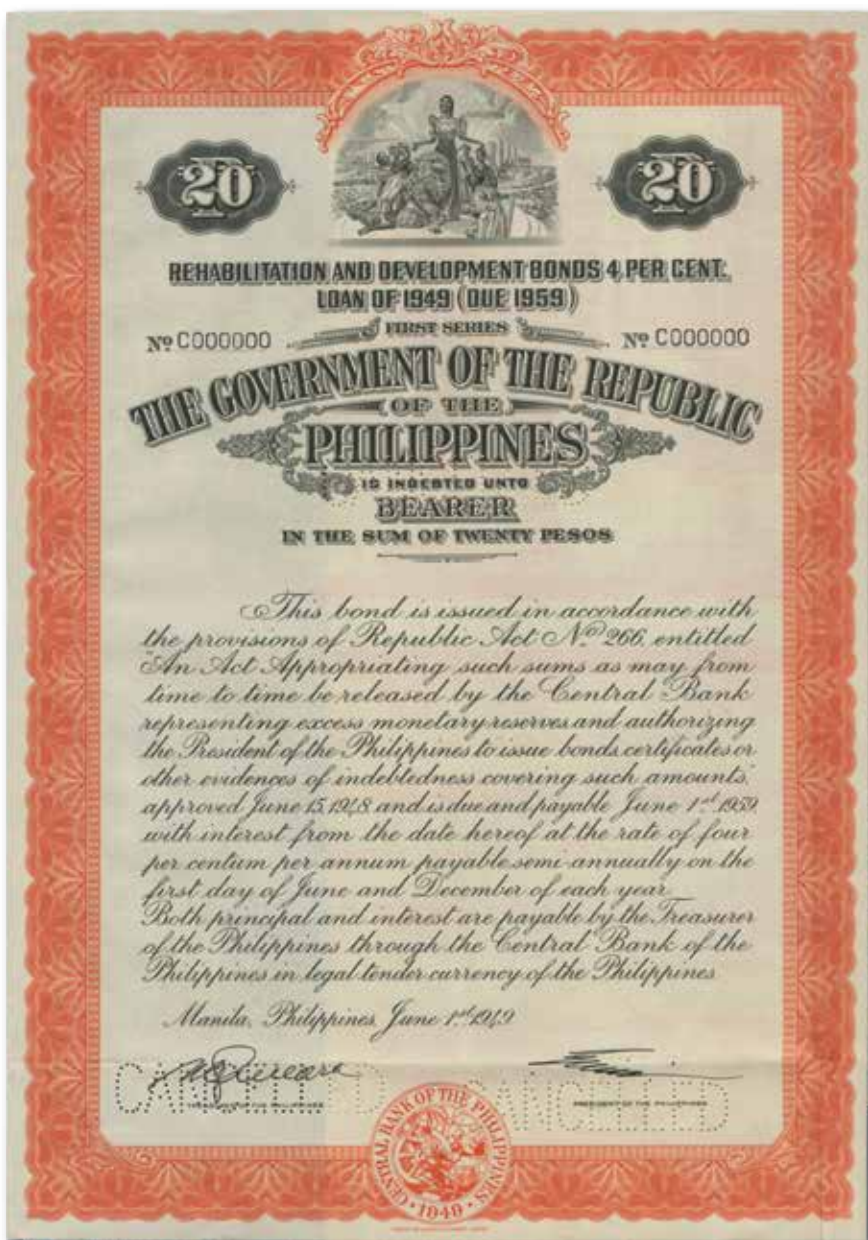 20 20
REHABILITATION AND DEVELOPMENT BONDS 4 PER CENT.
LOAN OF 1949 (DUE 1959)
FIRST SERIES
Nº C000000 Nº C000000
THE GOVERNMENT OF THE REPUBLIC
OF THE
PHILIPPINES
IS INDEBTED UNTO
BEARER
IN THE SUM OF TWENTY PESOS
This bond is issued in accordance with
the provisions of Republic Act Nº 266, entitled
"An Act Appropriating such sums as may from
time to time be released by the Central Bank
representing excess monetary reserves and authorizing
the President of the Philippines to issue bonds, certificates or
other evidences of indebtedness covering such amounts,"
approved June 15, 1948 and is due and payable June 1st 1959
with interest from the date hereof at the rate of four
per centum per annum payable semi-annually on the
first day of June and December of each year.
Both principal and interest are payable by the Treasurer
of the Philippines through the Central Bank of the
Philippines in legal tender currency of the Philippines
Manila, Philippines, June 1st 1949
CANCELLED CANCELLED
TREASURER OF THE PHILIPPINES PRESIDENT OF THE PHILIPPINES
CENTRAL BANK OF THE PHILIPPINES
1949